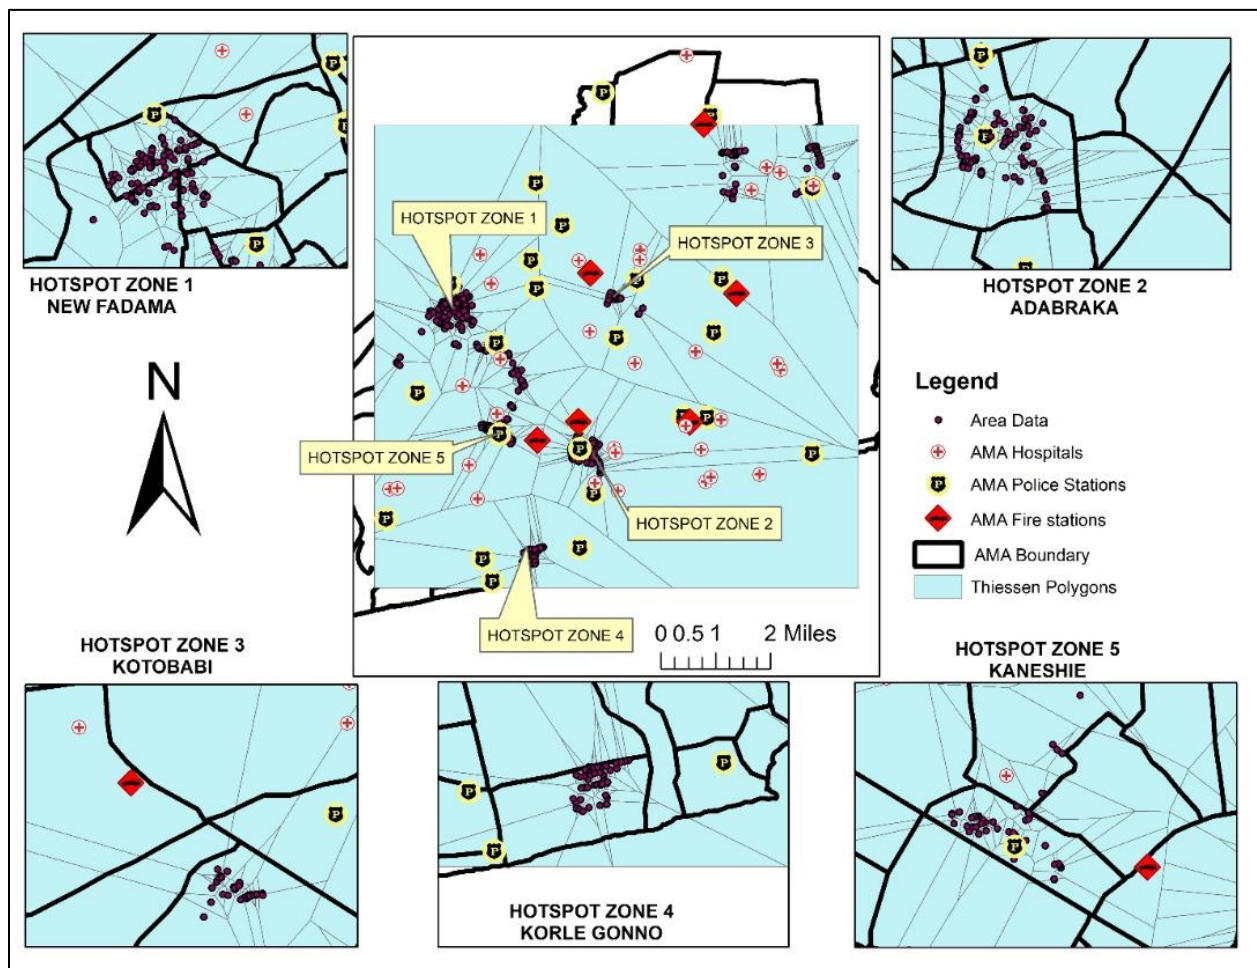 HOTSPOT ZONE 1
NEW FADAMA
N
HOTSPOT ZONE 3
KOTOBABI
HOTSPOT ZONE 1
HOTSPOT ZONE 3
HOTSPOT ZONE 5
HOTSPOT ZONE 2
HOTSPOT ZONE 4
0 0.5 1 2 Miles
HOTSPOT ZONE 4
KORLE GONNO
HOTSPOT ZONE 2
ADABRAKA
Legend
Area Data
AMA Hospitals
P AMA Police Stations
AMA Fire stations
AMA Boundary
Thiessen Polygons
HOTSPOT ZONE 5
KANESHIE